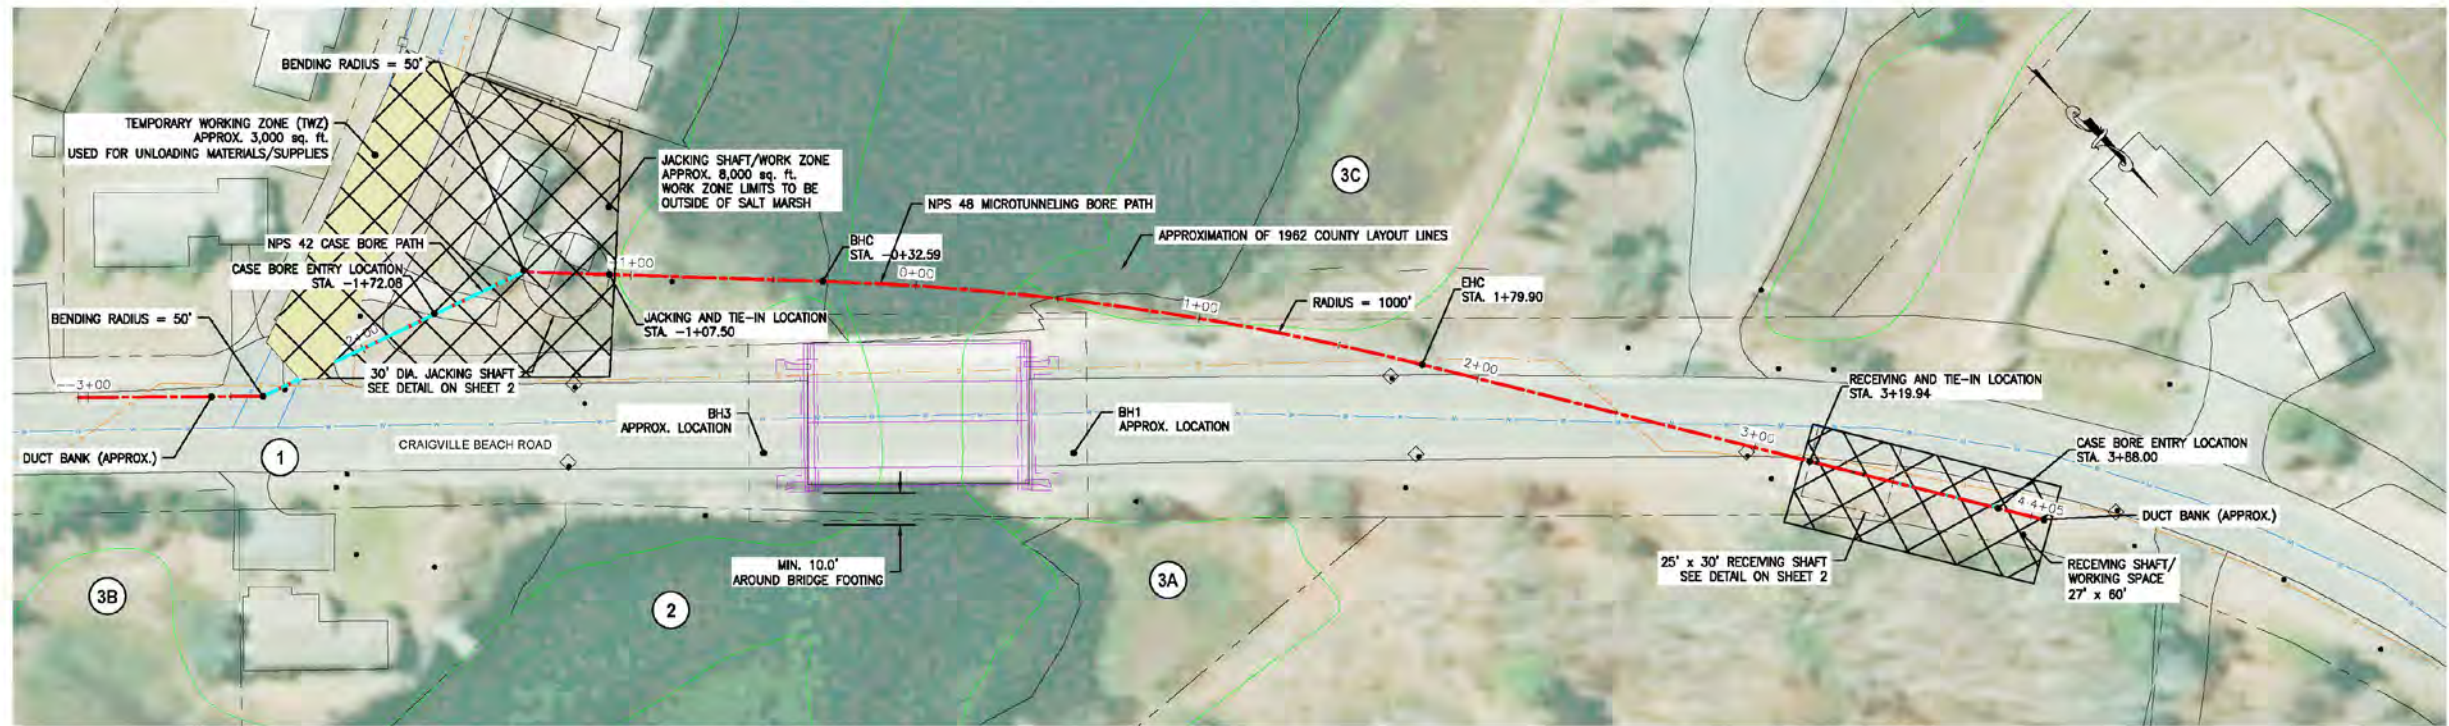 BENDING RADIUS = 50'
TEMPORARY WORKING ZONE (TWZ)
APPROX. 3,000 sq. ft.
USED FOR UNLOADING MATERIALS/SUPPLIES
JACKING SHAFT/WORK ZONE
APPROX. 8,000 sq. ft.
WORK ZONE LIMITS TO BE
OUTSIDE OF SALT MARSH
3C
NPS 48 MICROTUNNELING BORE PATH
APPROXIMATION OF 1962 COUNTY LAYOUT LINES
NPS 42 CASE BORE PATH
CASE BORE ENTRY LOCATION
STA. -1+72.08
BHC
STA. -0+32.59
-1+00
0+00
1+00
RADIUS = 1000'
EHC
STA. 1+79.90
BENDING RADIUS = 50'
JACKING AND TIE-IN LOCATION
STA. -1+07.50
2+00
30' DIA. JACKING SHAFT
SEE DETAIL ON SHEET 2
-3+00
2+00
RECEIVING AND TIE-IN LOCATION
STA. 3+19.94
BH3
APPROX. LOCATION
BH1
APPROX. LOCATION
3+00
CRAIGVILLE BEACH ROAD
CASE BORE ENTRY LOCATION
STA. 3+88.00
DUCT BANK (APPROX.)
1
4+05
DUCT BANK (APPROX.)
MIN. 10.0'
AROUND BRIDGE FOOTING
25' x 30' RECEIVING SHAFT
SEE DETAIL ON SHEET 2
RECEIVING SHAFT/
WORKING SPACE
27' x 60'
3B
2
3A